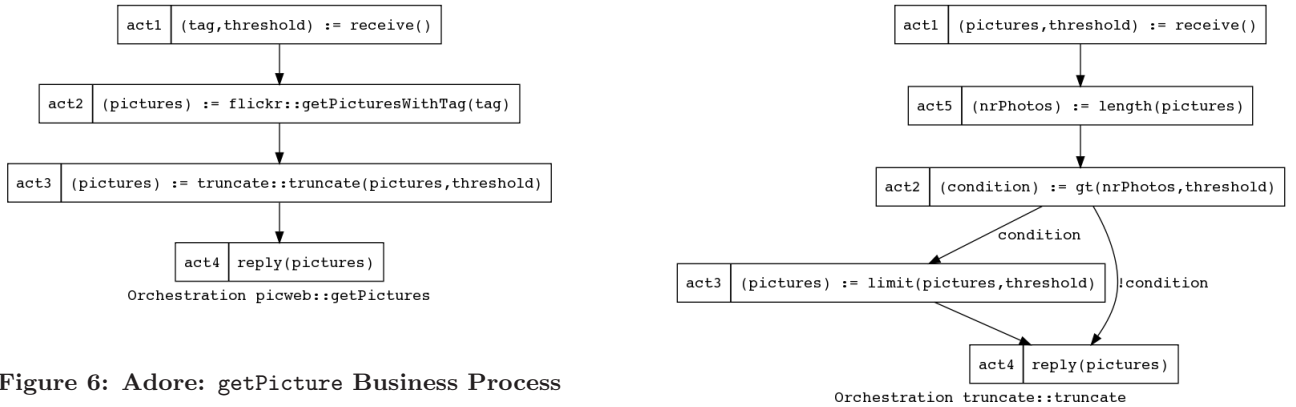 act1 (tag,threshold) := receive()
act2 (pictures) := flickr::getPicturesWithTag(tag)
act3 (pictures) := truncate::truncate(pictures,threshold)
act4 reply(pictures)
Orchestration picweb::getPictures
Figure 6: Adore: getPicture Business Process
act1 (pictures,threshold) := receive()
act5 (nrPhotos) := length(pictures)
act2 (condition) := gt(nrPhotos,threshold)
condition
act3 (pictures) := limit(pictures,threshold)
!condition
act4 reply(pictures)
Orchestration truncate::truncate